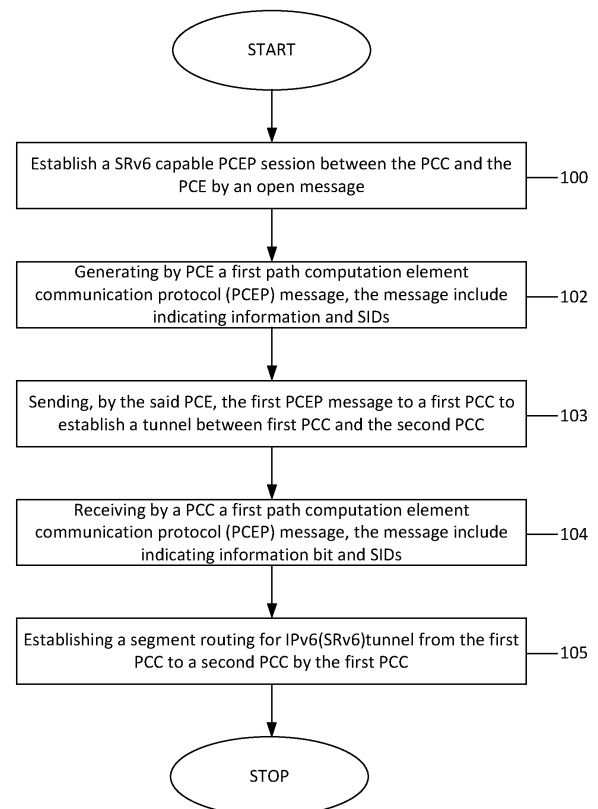 START
Establish a SRv6 capable PCEP session between the PCC and the
PCE by an open message
100
Generating by PCE a first path computation element
communication protocol (PCEP) message, the message include
indicating information and SIDs
102
Sending, by the said PCE, the first PCEP message to a first PCC to
establish a tunnel between first PCC and the second PCC
103
Receiving by a PCC a first path computation element
communication protocol (PCEP) message, the message include
indicating information bit and SIDs
104
Establishing a segment routing for IPv6(SRv6)tunnel from the first
PCC to a second PCC by the first PCC
105
STOP